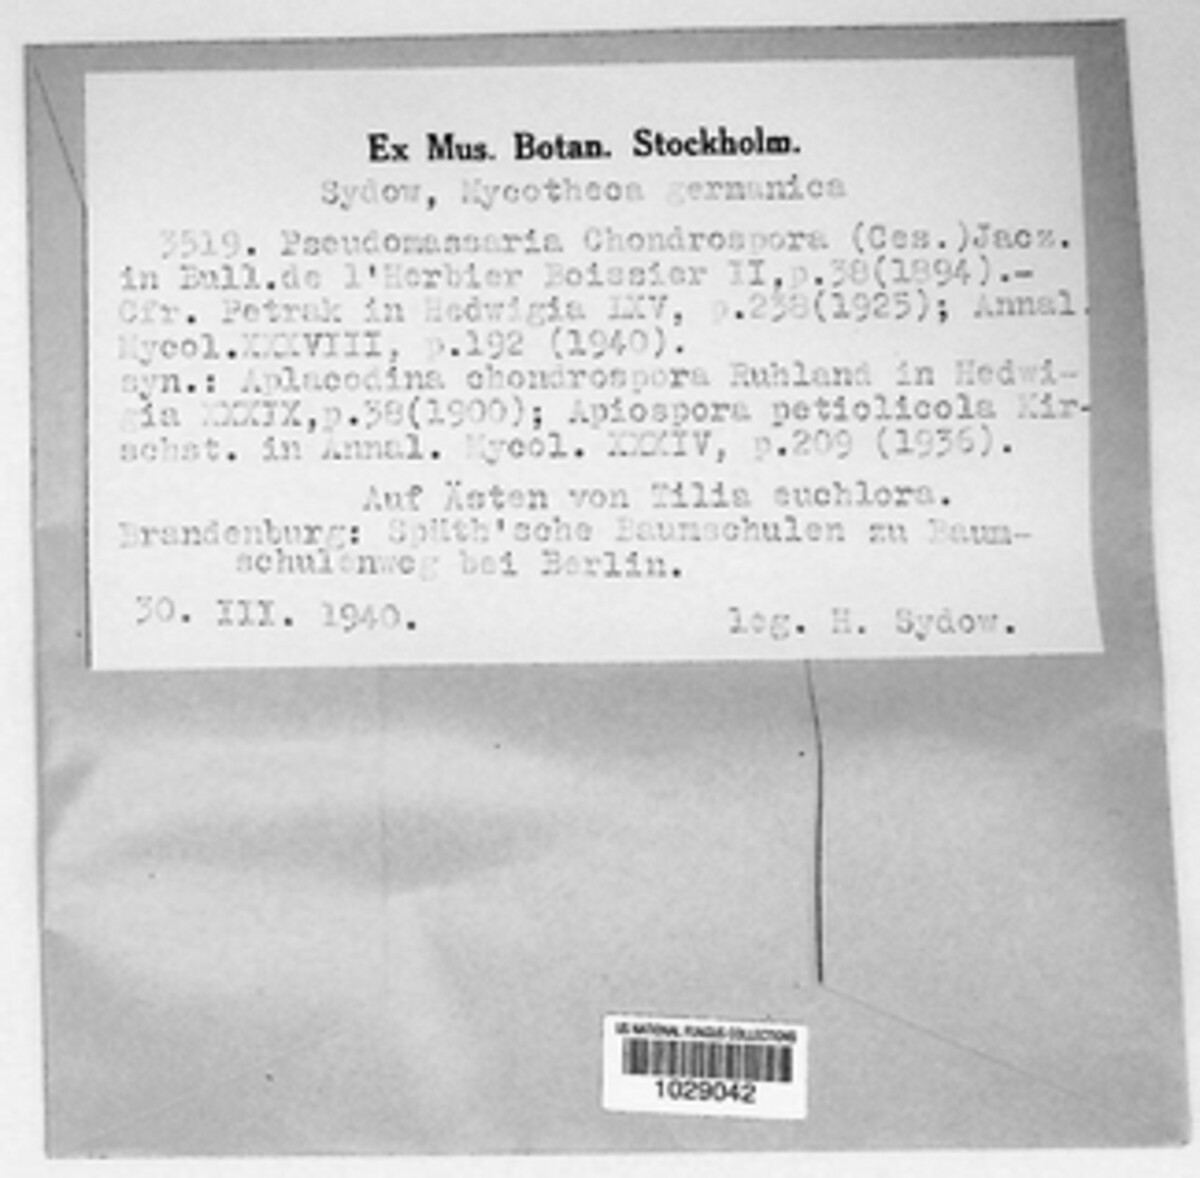 Ex Mus. Botan. Stockholm.
Sydow, Mycotheca germanica
3519. Pseudomassaria Chondrospora (Ces.)Jacz.
in Bull.de l'Herbier Boissier II,p.38(1894).-
Cfr. Petrak in Hedwigia LXV, p.238(1925); Annal.
Mycol.XXXVIII, p.192 (1940).
syn.: Aplacodina chondrospora Ruhland in Hedwi-
gia XXXIX,p.38(1900); Apiospora petiolicola Kir-
schst. in Annal. Mycol. XXXIV, p.209 (1936).
Auf Ästen von Tilia euchlora.
Brandenburg: Späth'sche Baumschulen zu Baum-
schulenweg bei Berlin.
30. III. 1940.
leg. H. Sydow.
US NATIONAL FUNGUS COLLECTIONS
1029042